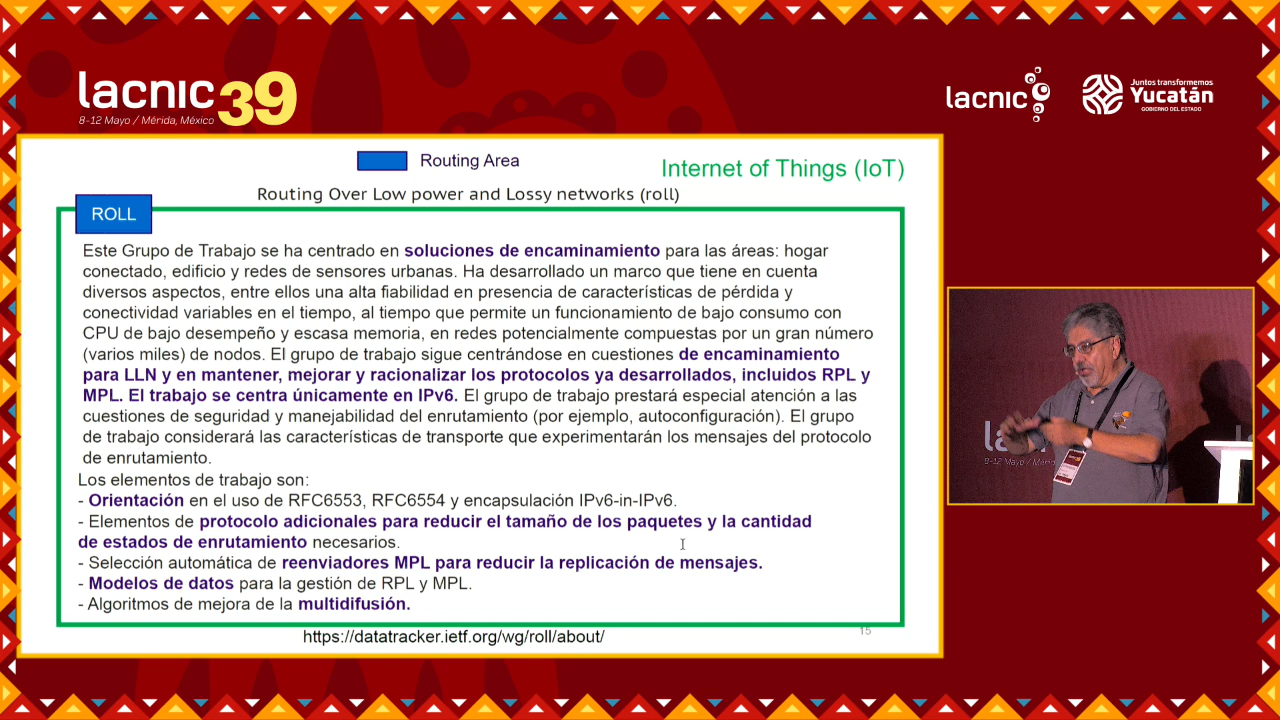 lacnic 39
8-12 Mayo / Mérida, México
lacnic
Juntos transformemos
Yucatán
GOBIERNO DEL ESTADO
Routing Area
Internet of Things (IoT)
Routing Over Low power and Lossy networks (roll)
ROLL
Este Grupo de Trabajo se ha centrado en soluciones de encaminamiento para las áreas: hogar
conectado, edificio y redes de sensores urbanas. Ha desarrollado un marco que tiene en cuenta
diversos aspectos, entre ellos una alta fiabilidad en presencia de características de pérdida y
conectividad variables en el tiempo, al tiempo que permite un funcionamiento de bajo consumo con
CPU de bajo desempeño y escasa memoria, en redes potencialmente compuestas por un gran número
(varios miles) de nodos. El grupo de trabajo sigue centrándose en cuestiones de encaminamiento
para LLN y en mantener, mejorar y racionalizar los protocolos ya desarrollados, incluidos RPL y
MPL. El trabajo se centra únicamente en IPv6. El grupo de trabajo prestará especial atención a las
cuestiones de seguridad y manejabilidad del enrutamiento (por ejemplo, autoconfiguración). El grupo
de trabajo considerará las características de transporte que experimentarán los mensajes del protocolo
de enrutamiento.
Los elementos de trabajo son:
- Orientación en el uso de RFC6553, RFC6554 y encapsulación IPv6-in-IPv6.
- Elementos de protocolo adicionales para reducir el tamaño de los paquetes y la cantidad
de estados de enrutamiento necesarios.
- Selección automática de reenviadores MPL para reducir la replicación de mensajes.
- Modelos de datos para la gestión de RPL y MPL.
- Algoritmos de mejora de la multidifusión.
https://datatracker.ietf.org/wg/roll/about/
15
8-12 Mayo / Mérida